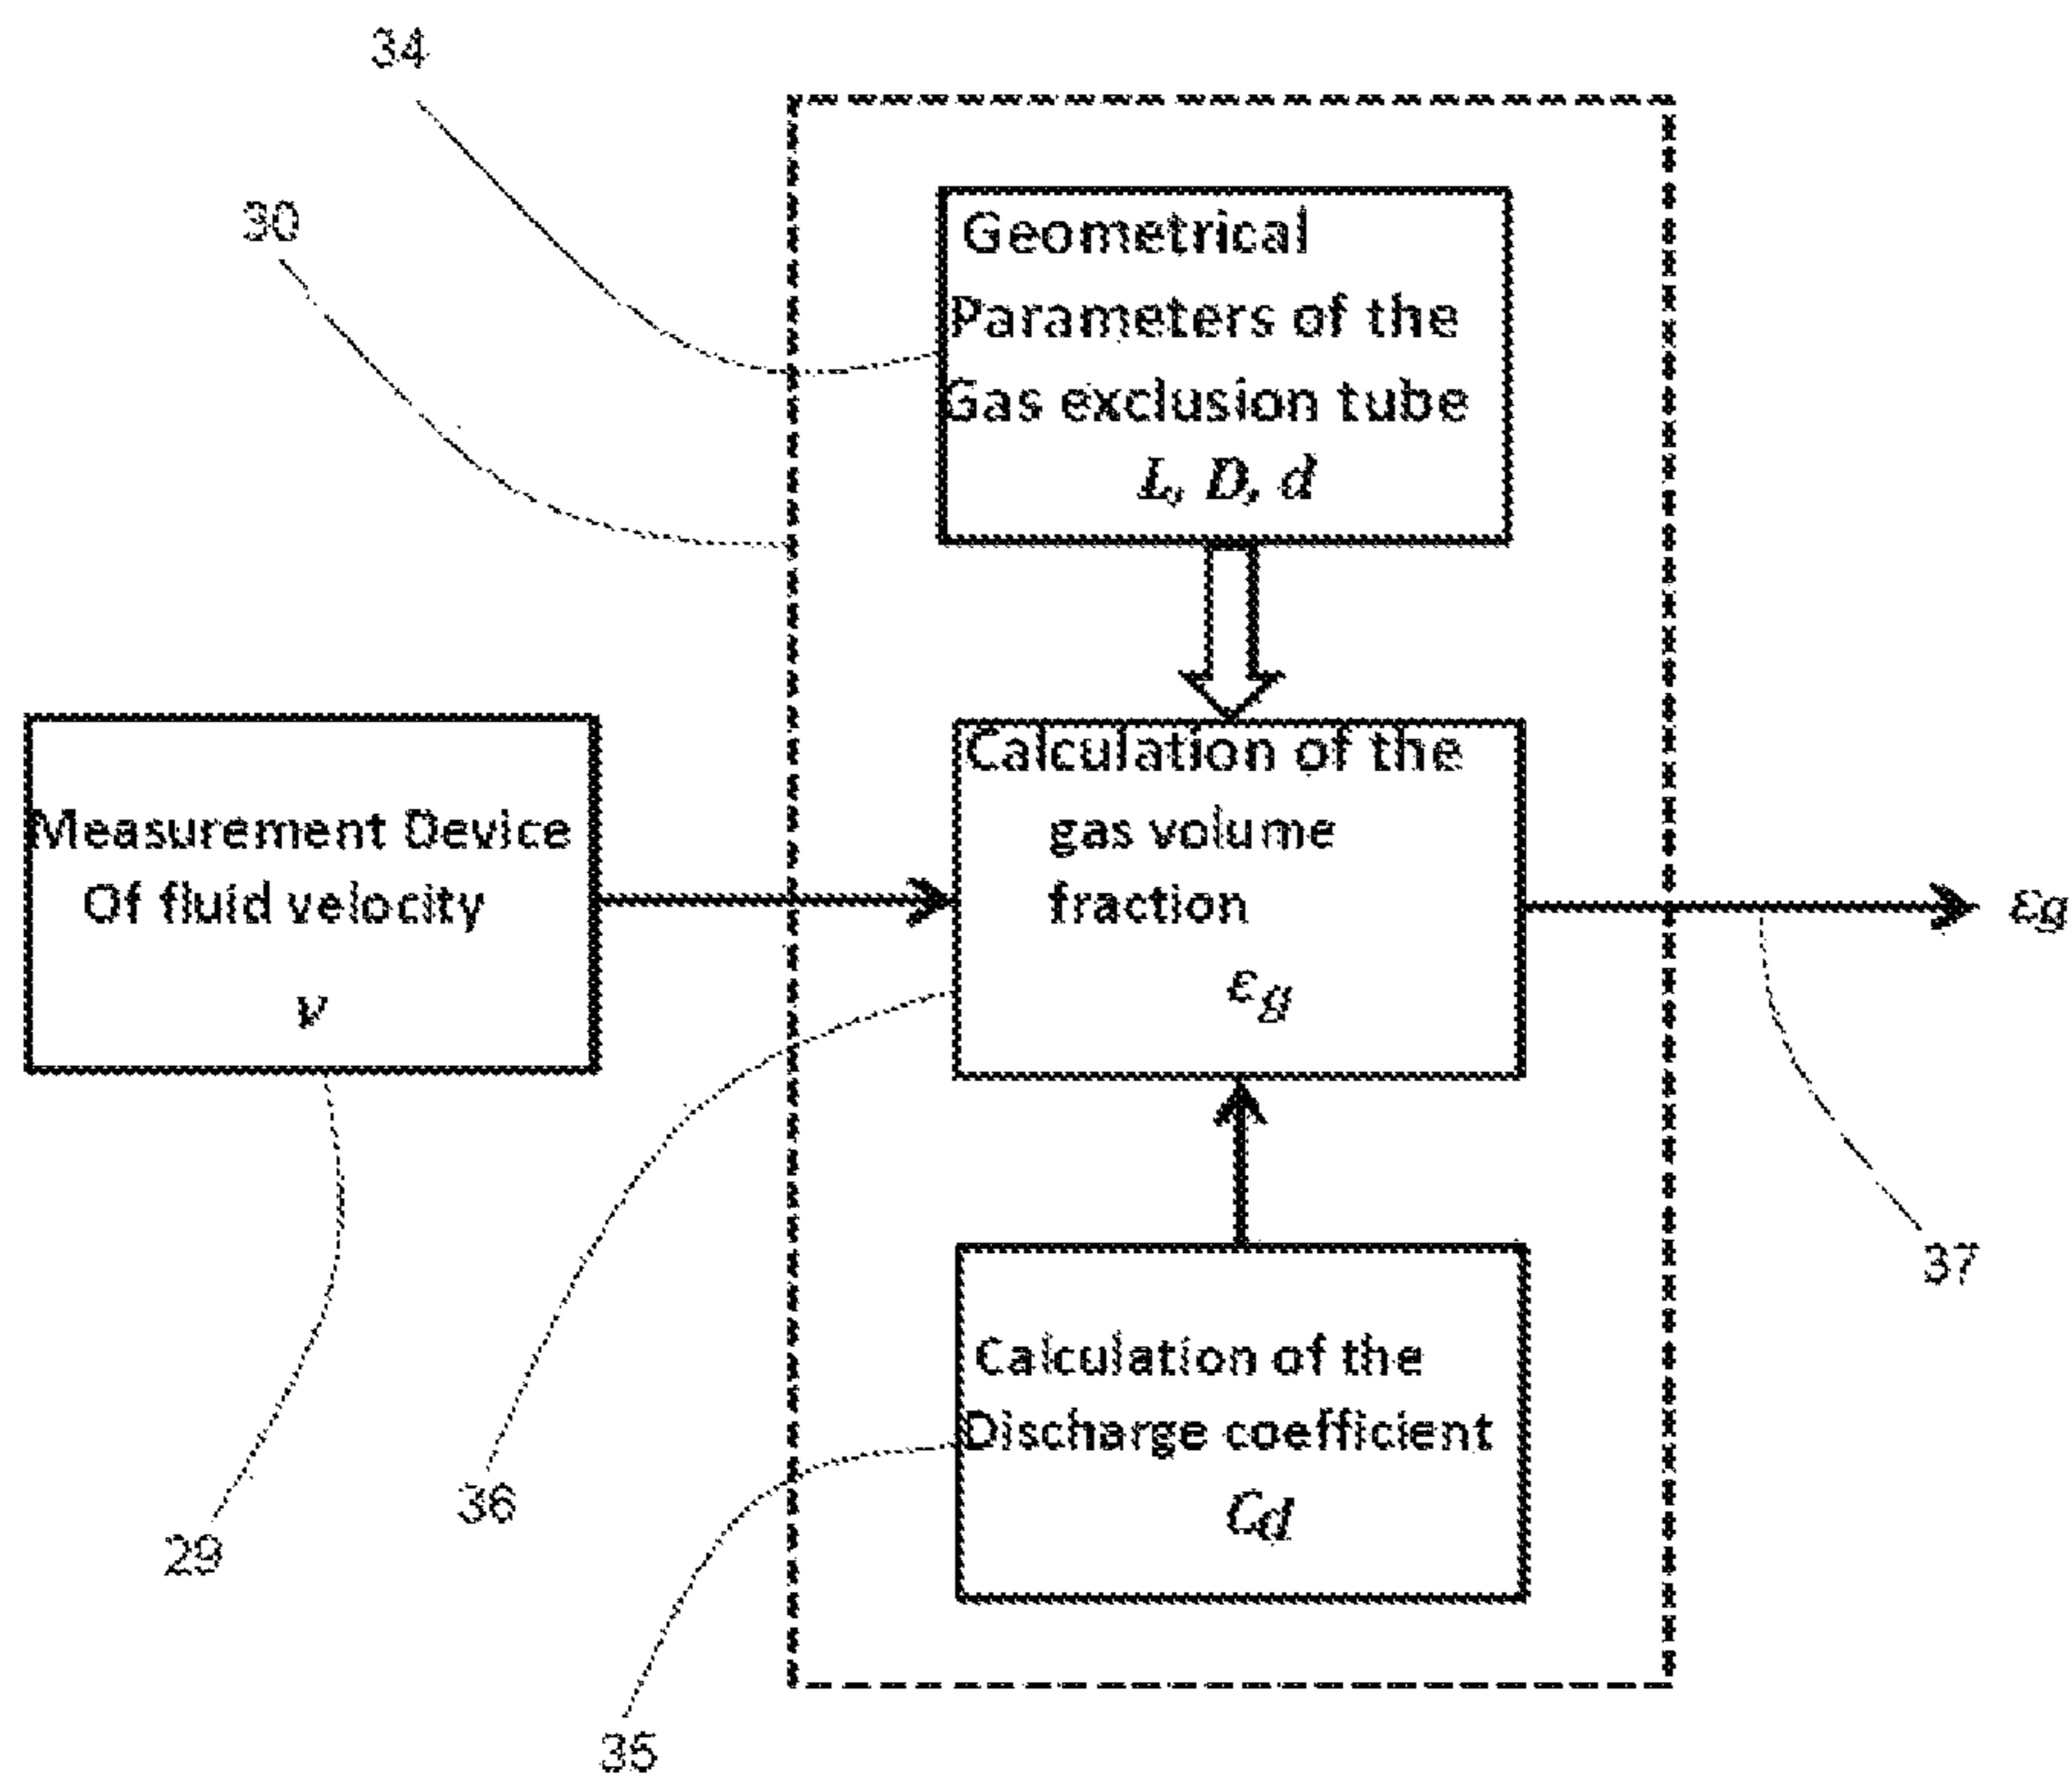 34
30
Geometrical
Parameters of the
Gas exclusion tube
L, D, d
Measurement Device
Of fluid velocity
v
Calculation of the
gas volume
fraction
εg
εg
37
Calculation of the
Discharge coefficient
Cd
36
29
35